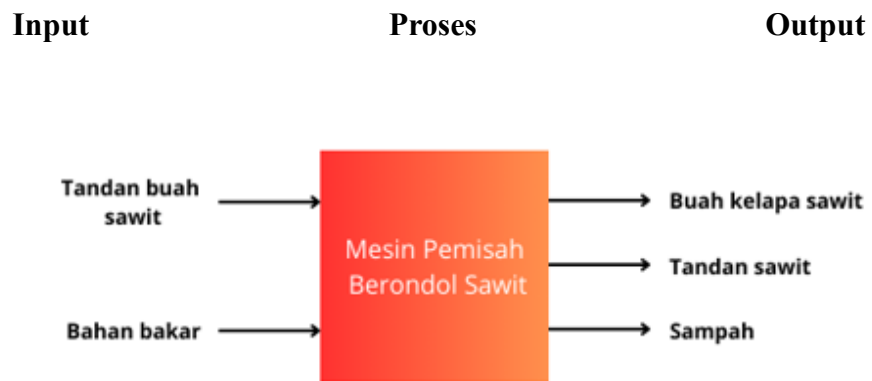 Input Proses Output
Tandan buah
sawit
Bahan bakar
Mesin Pemisah
Berondol Sawit
Buah kelapa sawit
Tandan sawit
Sampah